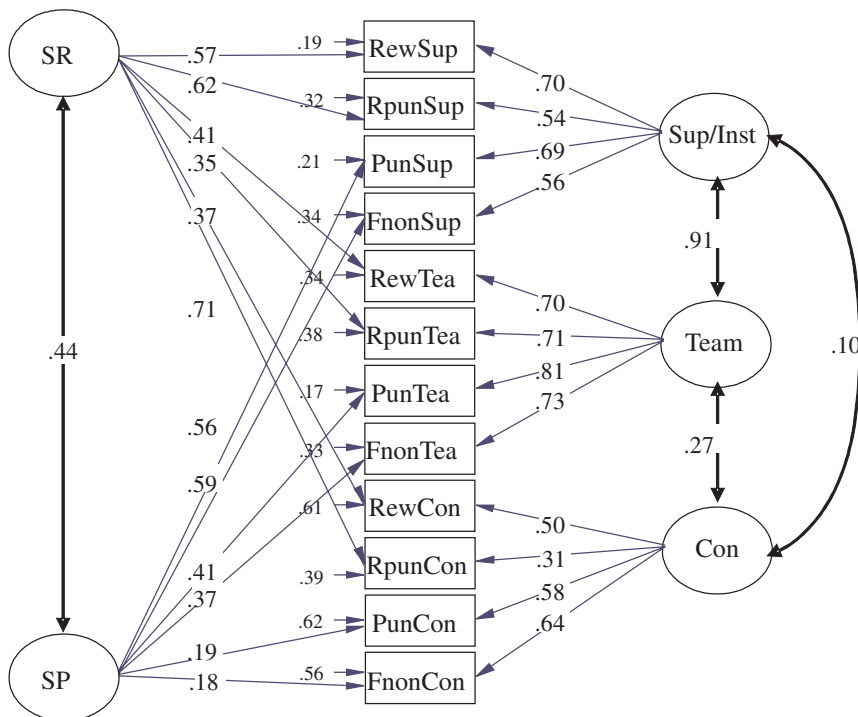 SR
.57
.19
RewSup
.62
.32
RpunSup
.70
.54
Sup/Inst
.41
.21
PunSup
.69
.35
.56
.37
.34
FnonSup
.34
RewTea
.91
.71
.38
RpunTea
.70
.44
.71
Team
.10
.17
PunTea
.81
.73
.56
.33
FnonTea
.27
.59
.61
RewCon
.50
.41
.39
RpunCon
.31
Con
.37
.58
.62
PunCon
.64
.19
SP
.18
.56
FnonCon